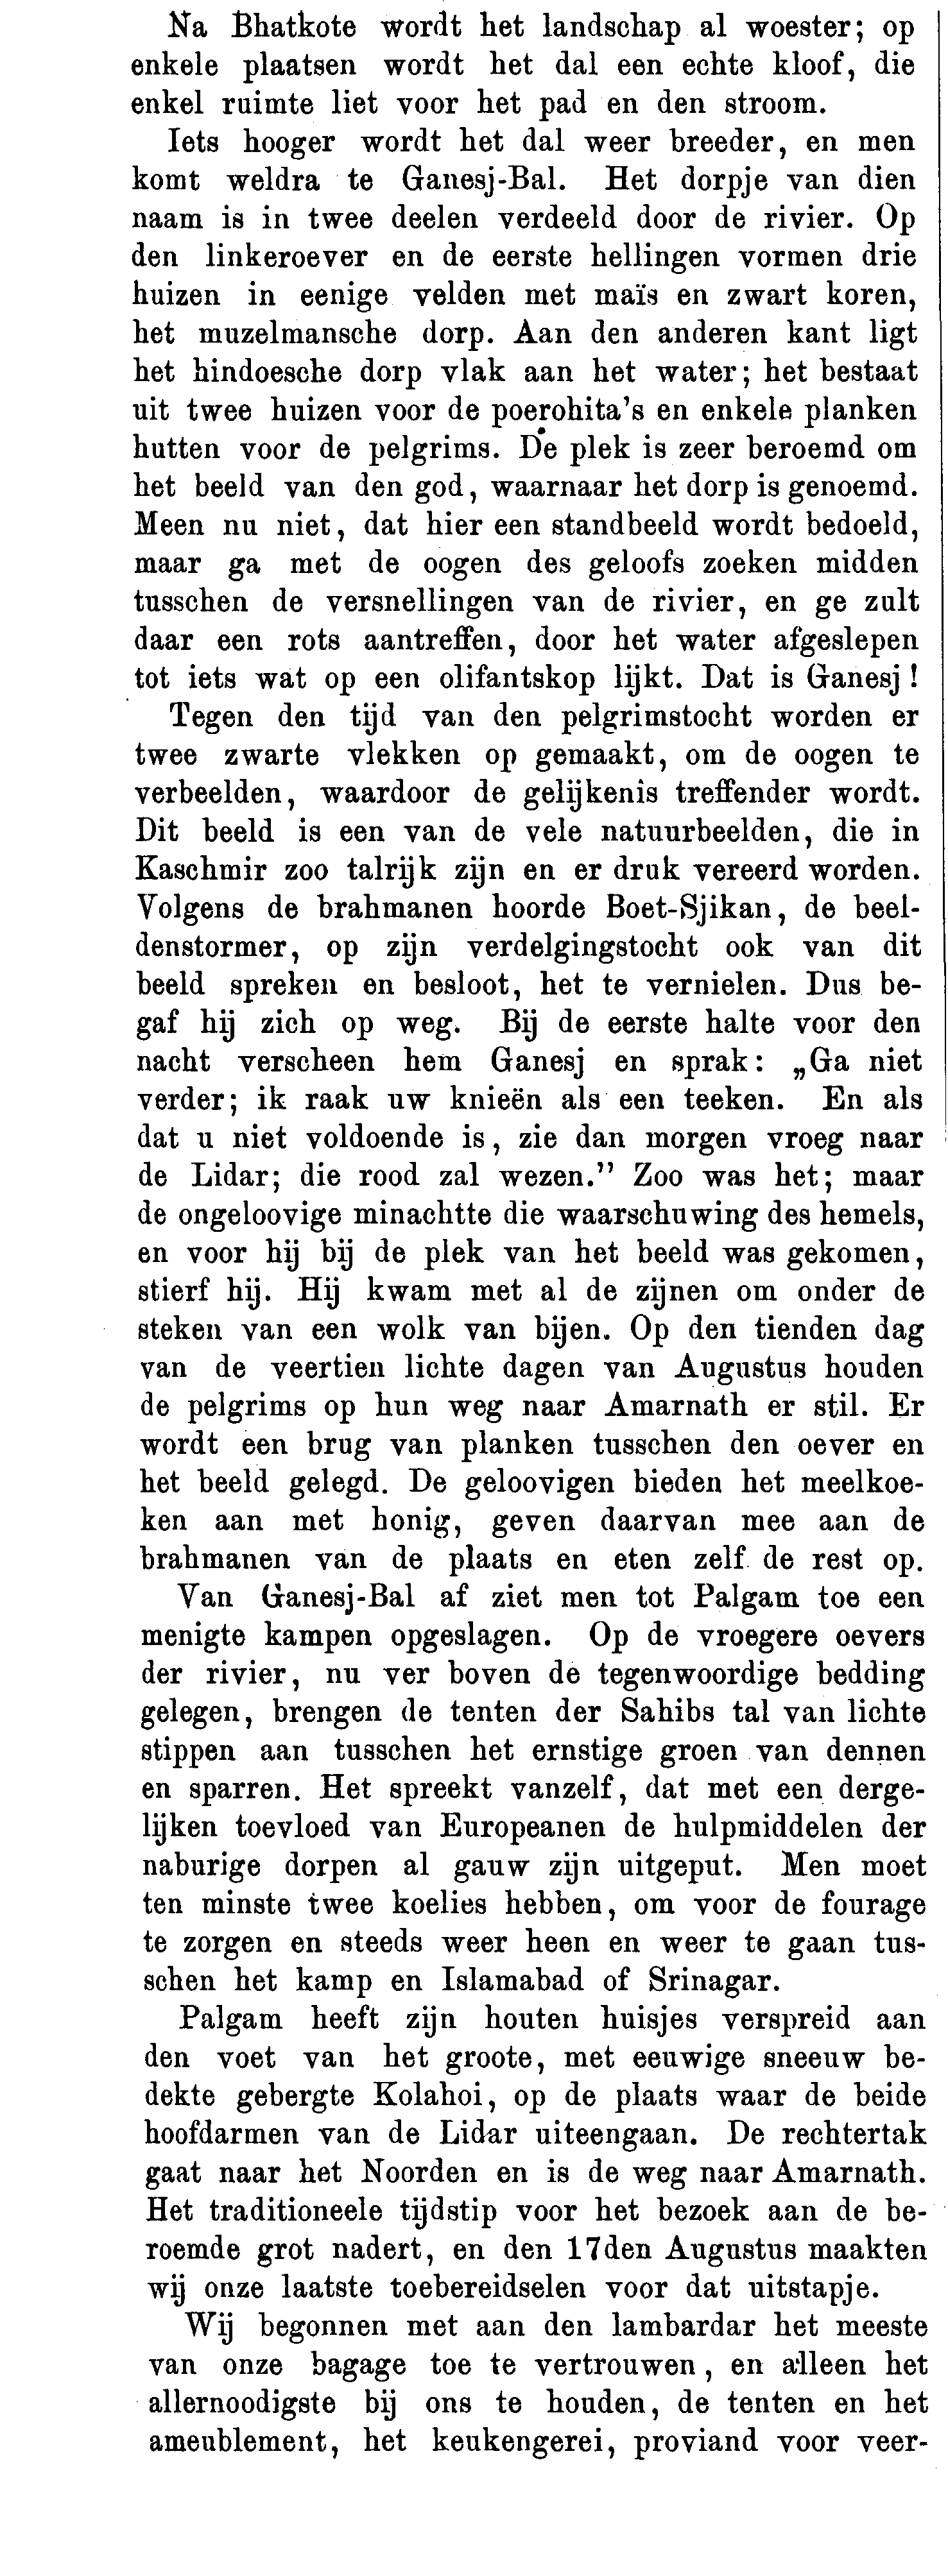 Na Bhatkote wordt het landschap al woester; op
enkele plaatsen wordt het dal een echte kloof, die
enkel ruimte liet voor het pad en den stroom.
Iets hooger wordt het dal weer breeder, en men
komt weldra te Ganesj-Bal. Het dorpje van dien
naam is in twee deelen verdeeld door de rivier. Op
den linkeroever en de eerste hellingen vormen drie
huizen in eenige velden met maïs en zwart koren,
het muzelmansche dorp. Aan den anderen kant ligt
het hindoesche dorp vlak aan het water; het bestaat
uit twee huizen voor de poerohita's en enkele planken
hutten voor de pelgrims. De plek is zeer beroemd om
het beeld van den god, waarnaar het dorp is genoemd.
Meen nu niet, dat hier een standbeeld wordt bedoeld,
maar ga met de oogen des geloofs zoeken midden
tusschen de versnellingen van de rivier, en ge zult
daar een rots aantreffen, door het water afgeslepen
tot iets wat op een olifantskop lijkt. Dat is Ganesj!
Tegen den tijd van den pelgrimstocht worden er
twee zwarte vlekken op gemaakt, om de oogen te
verbeelden, waardoor de gelijkenis treffender wordt.
Dit beeld is een van de vele natuurbeelden, die in
Kaschmir zoo talrijk zijn en er druk vereerd worden.
Volgens de brahmanen hoorde Boet-Sjikan, de beel-
denstormer, op zijn verdelgingstocht ook van dit
beeld spreken en besloot, het te vernielen. Dus be-
gaf hij zich op weg. Bij de eerste halte voor den
nacht verscheen hem Ganesj en sprak: „Ga niet
verder; ik raak uw knieën als een teeken. En als
dat u niet voldoende is, zie dan morgen vroeg naar
de Lidar; die rood zal wezen.” Zoo was het; maar
de ongeloovige minachtte die waarschuwing des hemels,
en voor hij bij de plek van het beeld was gekomen,
stierf hij. Hij kwam met al de zijnen om onder de
steken van een wolk van bijen. Op den tienden dag
van de veertien lichte dagen van Augustus houden
de pelgrims op hun weg naar Amarnath er stil. Er
wordt een brug van planken tusschen den oever en
het beeld gelegd. De geloovigen bieden het meelkoe-
ken aan met honig, geven daarvan mee aan de
brahmanen van de plaats en eten zelf de rest op.
Van Ganesj-Bal af ziet men tot Palgam toe een
menigte kampen opgeslagen. Op de vroegere oevers
der rivier, nu ver boven de tegenwoordige bedding
gelegen, brengen de tenten der Sahibs tal van lichte
stippen aan tusschen het ernstige groen van dennen
en sparren. Het spreekt vanzelf, dat met een derge-
lijken toevloed van Europeanen de hulpmiddelen der
naburige dorpen al gauw zijn uitgeput. Men moet
ten minste twee koelies hebben, om voor de fourage
te zorgen en steeds weer heen en weer te gaan tus-
schen het kamp en Islamabad of Srinagar.
Palgam heeft zijn houten huisjes verspreid aan
den voet van het groote, met eeuwige sneeuw be-
dekte gebergte Kolahoi, op de plaats waar de beide
hoofdarmen van de Lidar uiteengaan. De rechtertak
gaat naar het Noorden en is de weg naar Amarnath.
Het traditioneele tijdstip voor het bezoek aan de be-
roemde grot nadert, en den 17den Augustus maakten
wij onze laatste toebereidselen voor dat uitstapje.
Wij begonnen met aan den lambardar het meeste
van onze bagage toe te vertrouwen, en alleen het
allernoodigste bij ons te houden, de tenten en het
ameublement, het keukengerei, proviand voor veer-